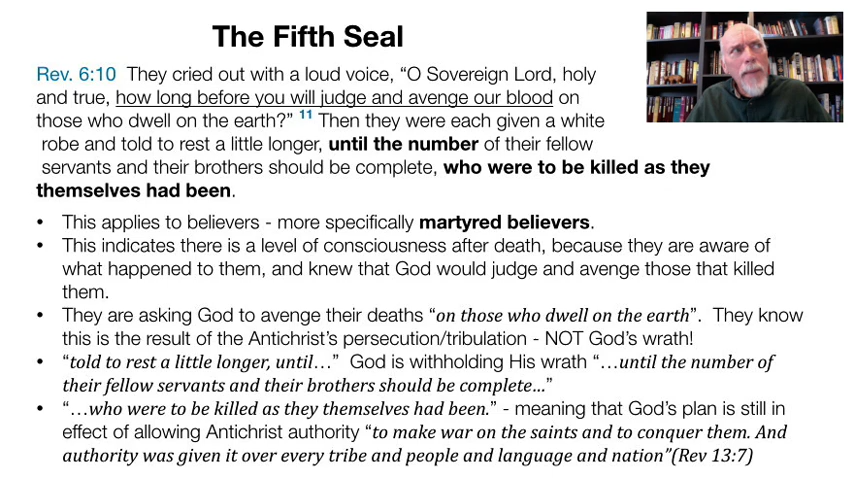 The Fifth Seal
Rev. 6:10 They cried out with a loud voice, “O Sovereign Lord, holy
and true, how long before you will judge and avenge our blood on
those who dwell on the earth?” 11 Then they were each given a white
robe and told to rest a little longer, until the number of their fellow
servants and their brothers should be complete, who were to be killed as they
themselves had been.
• This applies to believers - more specifically martyred believers.
• This indicates there is a level of consciousness after death, because they are aware of
what happened to them, and knew that God would judge and avenge those that killed
them.
• They are asking God to avenge their deaths “on those who dwell on the earth”. They know
this is the result of the Antichrist’s persecution/tribulation - NOT God’s wrath!
• “told to rest a little longer, until…” God is withholding His wrath “…until the number of
their fellow servants and their brothers should be complete...”
• “…who were to be killed as they themselves had been.” - meaning that God’s plan is still in
effect of allowing Antichrist authority “to make war on the saints and to conquer them. And
authority was given it over every tribe and people and language and nation”(Rev 13:7)